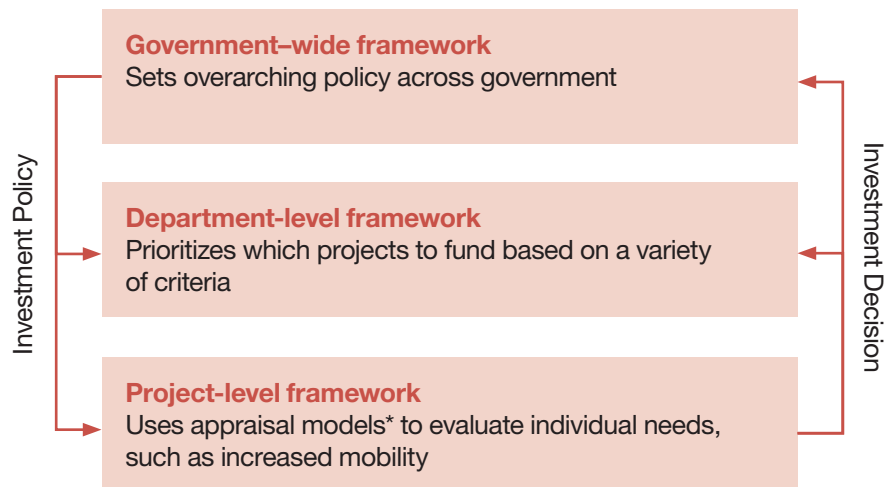 Government–wide framework
Sets overarching policy across government
Investment Policy
Department-level framework
Prioritizes which projects to fund based on a variety
of criteria
Investment Decision
Project-level framework
Uses appraisal models* to evaluate individual needs,
such as increased mobility